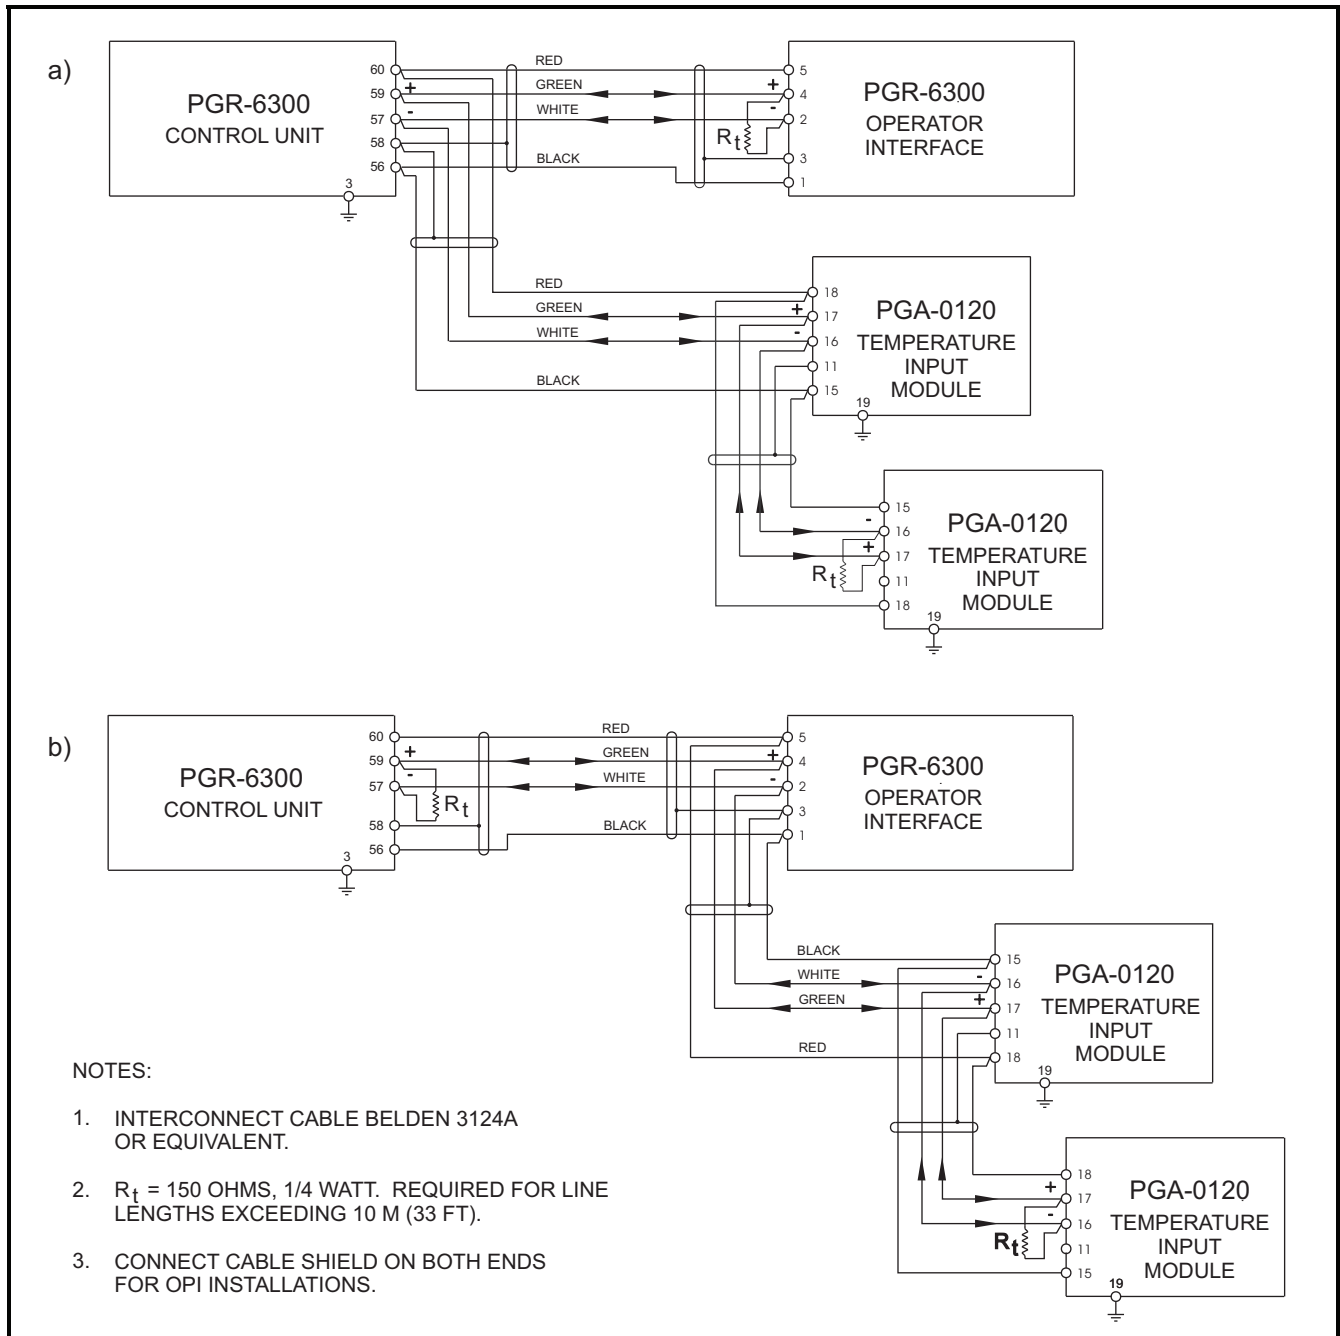 a)
PGR-6300
CONTROL UNIT
60
59
57
58
56
3
+
-
RED
GREEN
WHITE
BLACK
+
-
Rt
5
4
2
3
1
PGR-6300
OPERATOR
INTERFACE
RED
GREEN
WHITE
BLACK
+
-
18
17
16
11
15
19
PGA-0120
TEMPERATURE
INPUT
MODULE
-
+
Rt
15
16
17
11
18
19
PGA-0120
TEMPERATURE
INPUT
MODULE
b)
PGR-6300
CONTROL UNIT
60
59
57
58
56
3
+
-
Rt
RED
GREEN
WHITE
BLACK
+
-
5
4
2
3
1
PGR-6300
OPERATOR
INTERFACE
BLACK
WHITE
GREEN
RED
-
+
15
16
17
11
18
19
PGA-0120
TEMPERATURE
INPUT
MODULE
+
-
Rt
18
17
16
11
15
19
PGA-0120
TEMPERATURE
INPUT
MODULE
NOTES:
1. INTERCONNECT CABLE BELDEN 3124A
OR EQUIVALENT.
2. Rt = 150 OHMS, 1/4 WATT. REQUIRED FOR LINE
LENGTHS EXCEEDING 10 M (33 FT).
3. CONNECT CABLE SHIELD ON BOTH ENDS
FOR OPI INSTALLATIONS.